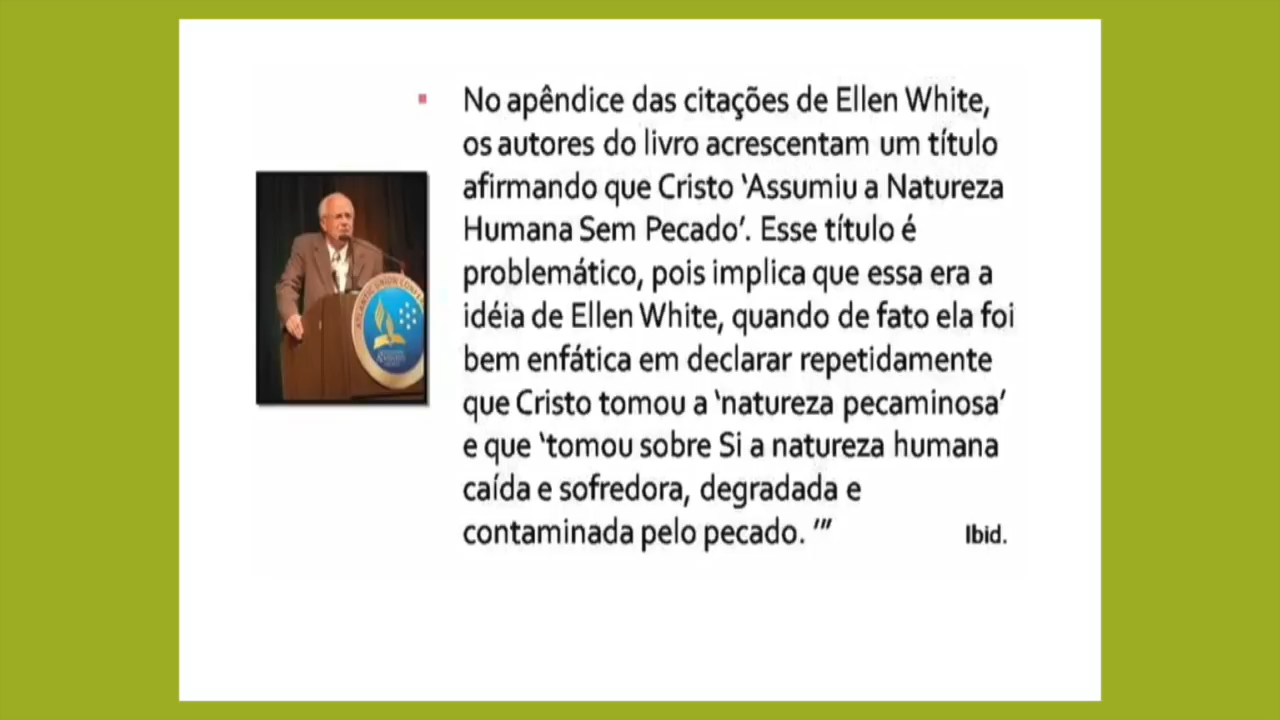 No apêndice das citações de Ellen White,
os autores do livro acrescentam um título
afirmando que Cristo ‘Assumiu a Natureza
Humana Sem Pecado’. Esse título é
problemático, pois implica que essa era a
idéia de Ellen White, quando de fato ela foi
bem enfática em declarar repetidamente
que Cristo tomou a ‘natureza pecaminosa’
e que ‘tomou sobre Si a natureza humana
caída e sofredora, degradada e
contaminada pelo pecado. ’”
Ibid.
ATLANTIC UNION